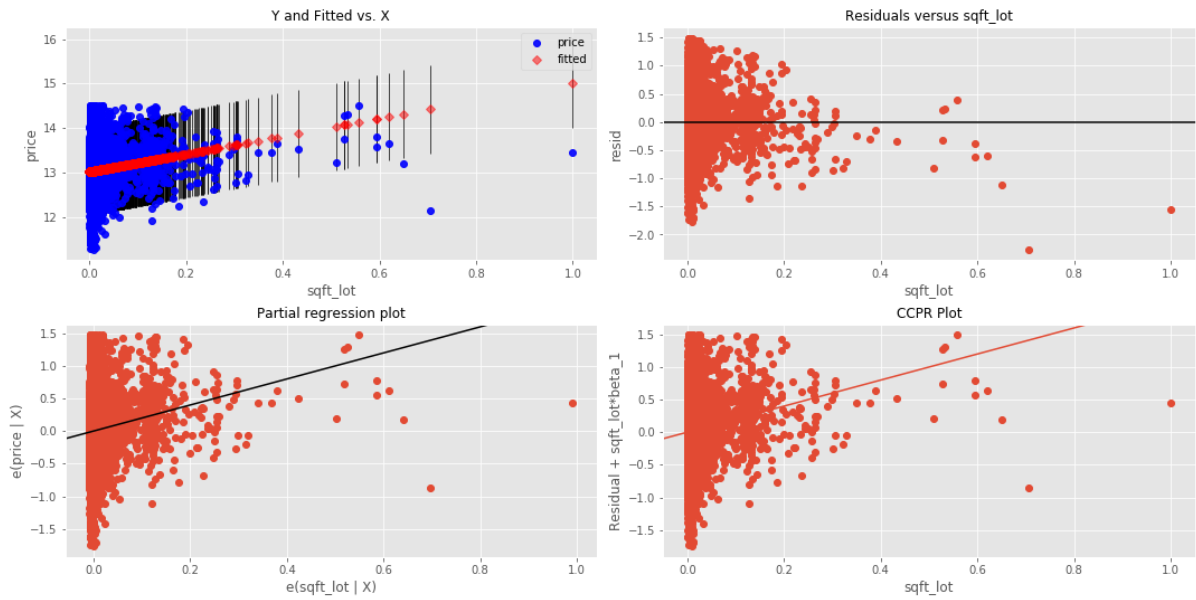 Y and Fitted vs. X
price
fitted
16
15
14
13
12
price
0.0 0.2 0.4 0.6 0.8 1.0
sqft_lot
Residuals versus sqft_lot
1.5
1.0
0.5
0.0
−0.5
−1.0
−1.5
−2.0
resid
0.0 0.2 0.4 0.6 0.8 1.0
sqft_lot
Partial regression plot
1.5
1.0
0.5
0.0
−0.5
−1.0
−1.5
e(price | X)
0.0 0.2 0.4 0.6 0.8 1.0
e(sqft_lot | X)
CCPR Plot
1.5
1.0
0.5
0.0
−0.5
−1.0
−1.5
Residual + sqft_lot*beta_1
0.0 0.2 0.4 0.6 0.8 1.0
sqft_lot